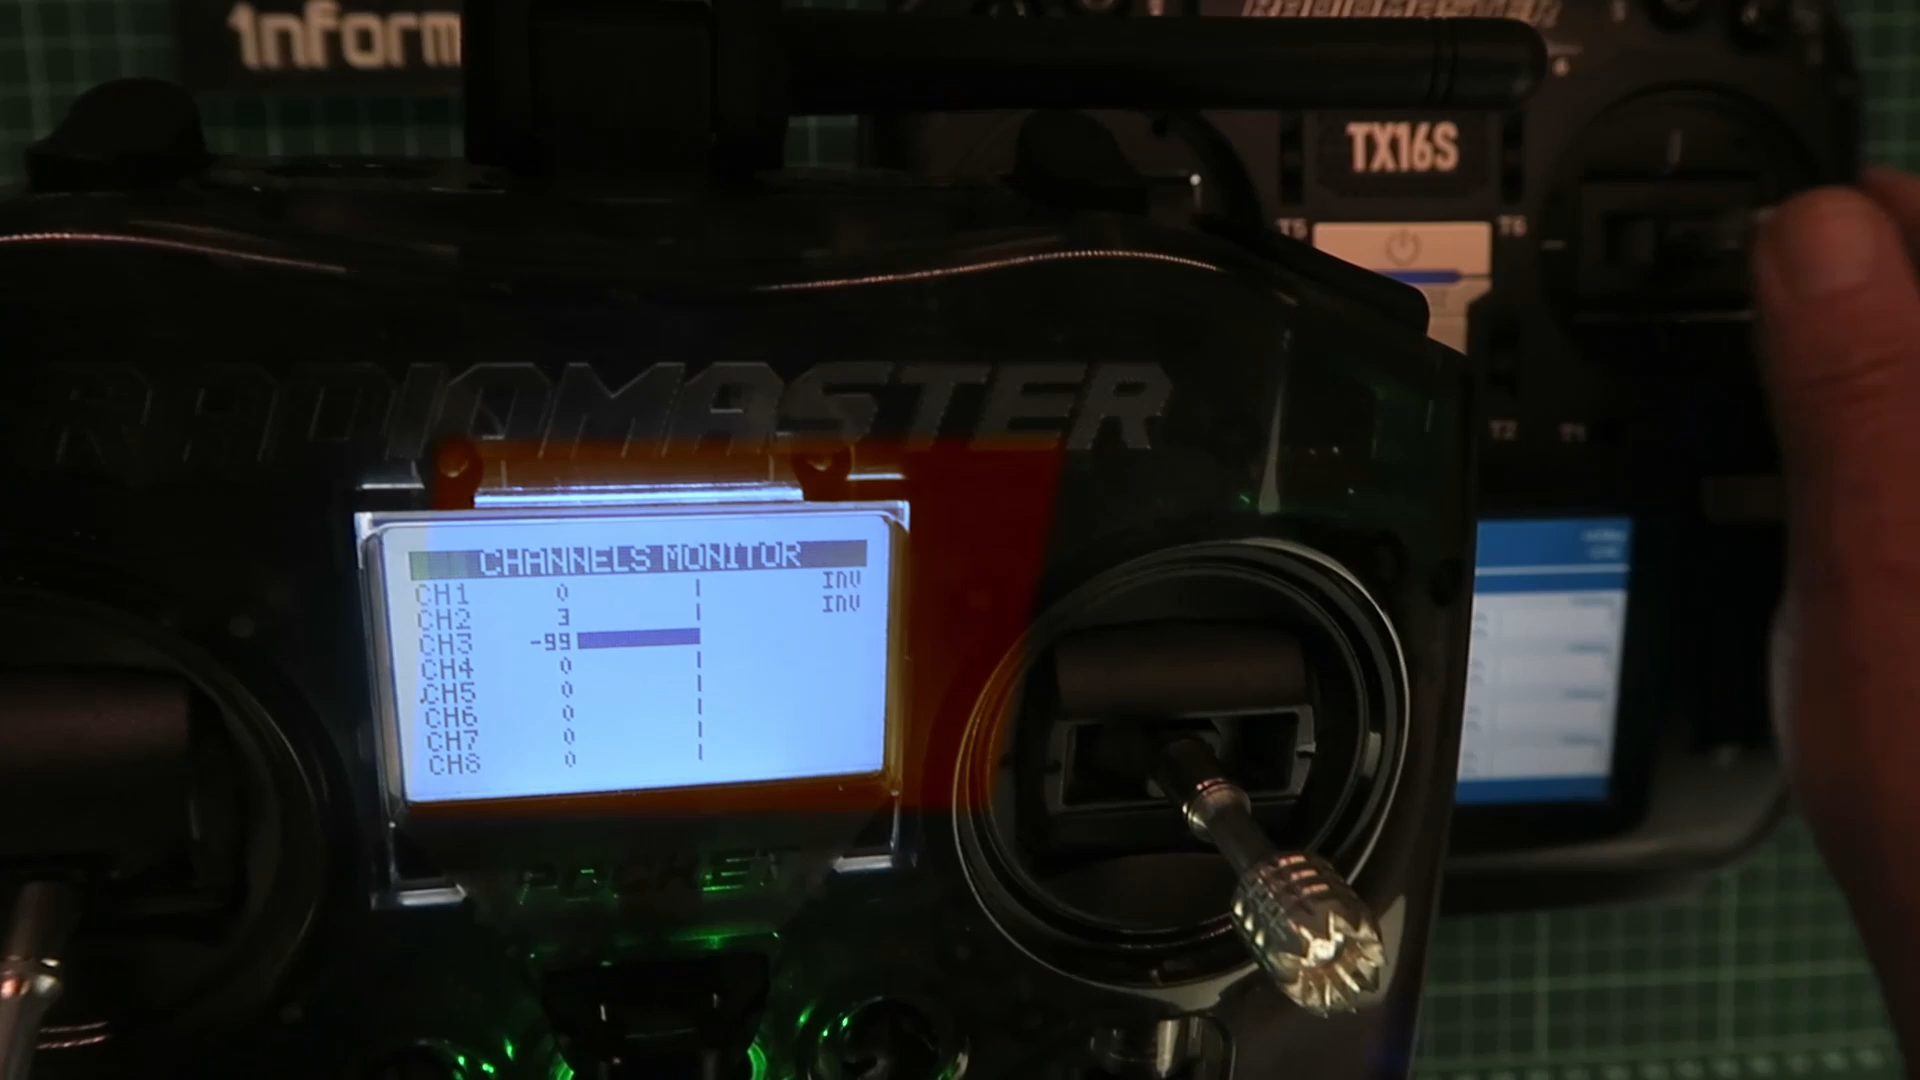 inform
RADIOMASTER
TX16S
T5
T6
RADIOMASTER
T2
T1
CHANNELS MONITOR
CH1 0 INV
CH2 3 INV
CH3 -99
CH4 0
CH5 0
CH6 0
CH7 0
CH8 0
POCKET